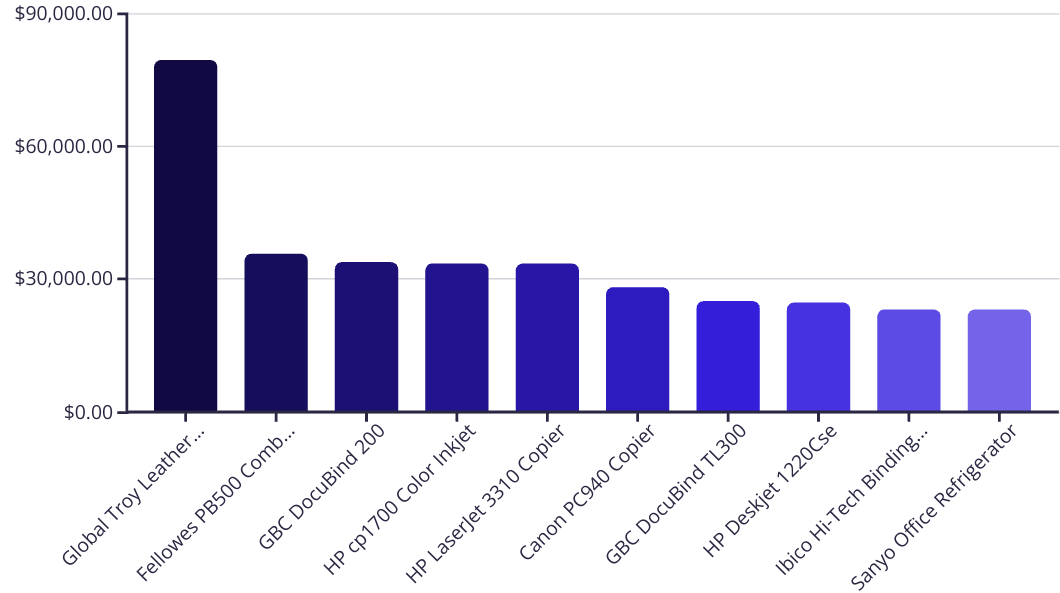 $90,000.00
$60,000.00
$30,000.00
$0.00
Global Troy Leather...
Fellowes PB500 Comb...
GBC DocuBind 200
HP cp1700 Color Inkjet
HP LaserJet 3310 Copier
Canon PC940 Copier
GBC DocuBind TL300
HP Deskjet 1220Cse
Ibico Hi-Tech Binding...
Sanyo Office Refrigerator